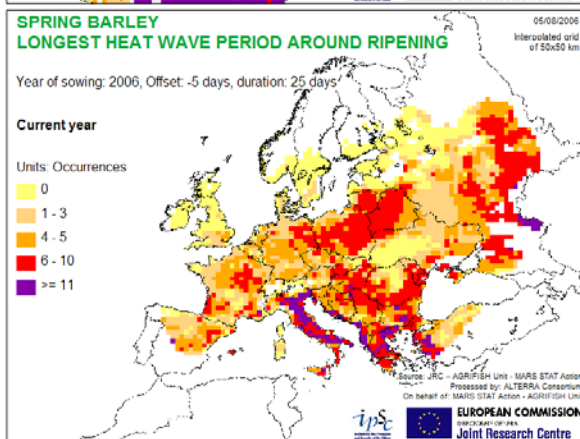 SPRING BARLEY
LONGEST HEAT WAVE PERIOD AROUND RIPENING
05/08/2006
Interpolated grid
of 50x50 km
Year of sowing: 2006, Offset: -5 days, duration: 25 days
Current year
Units: Occurrences
0
1 - 3
4 - 5
6 - 10
>= 11
Source: JRC - AGRIFISH Unit - MARS STAT Action
Processed by: ALTERRA Consortium
On behalf of: MARS STAT Action - AGRIFISH Unit
ipsc
EUROPEAN COMMISSION
DIRECTORATE GENERAL
Joint Research Centre